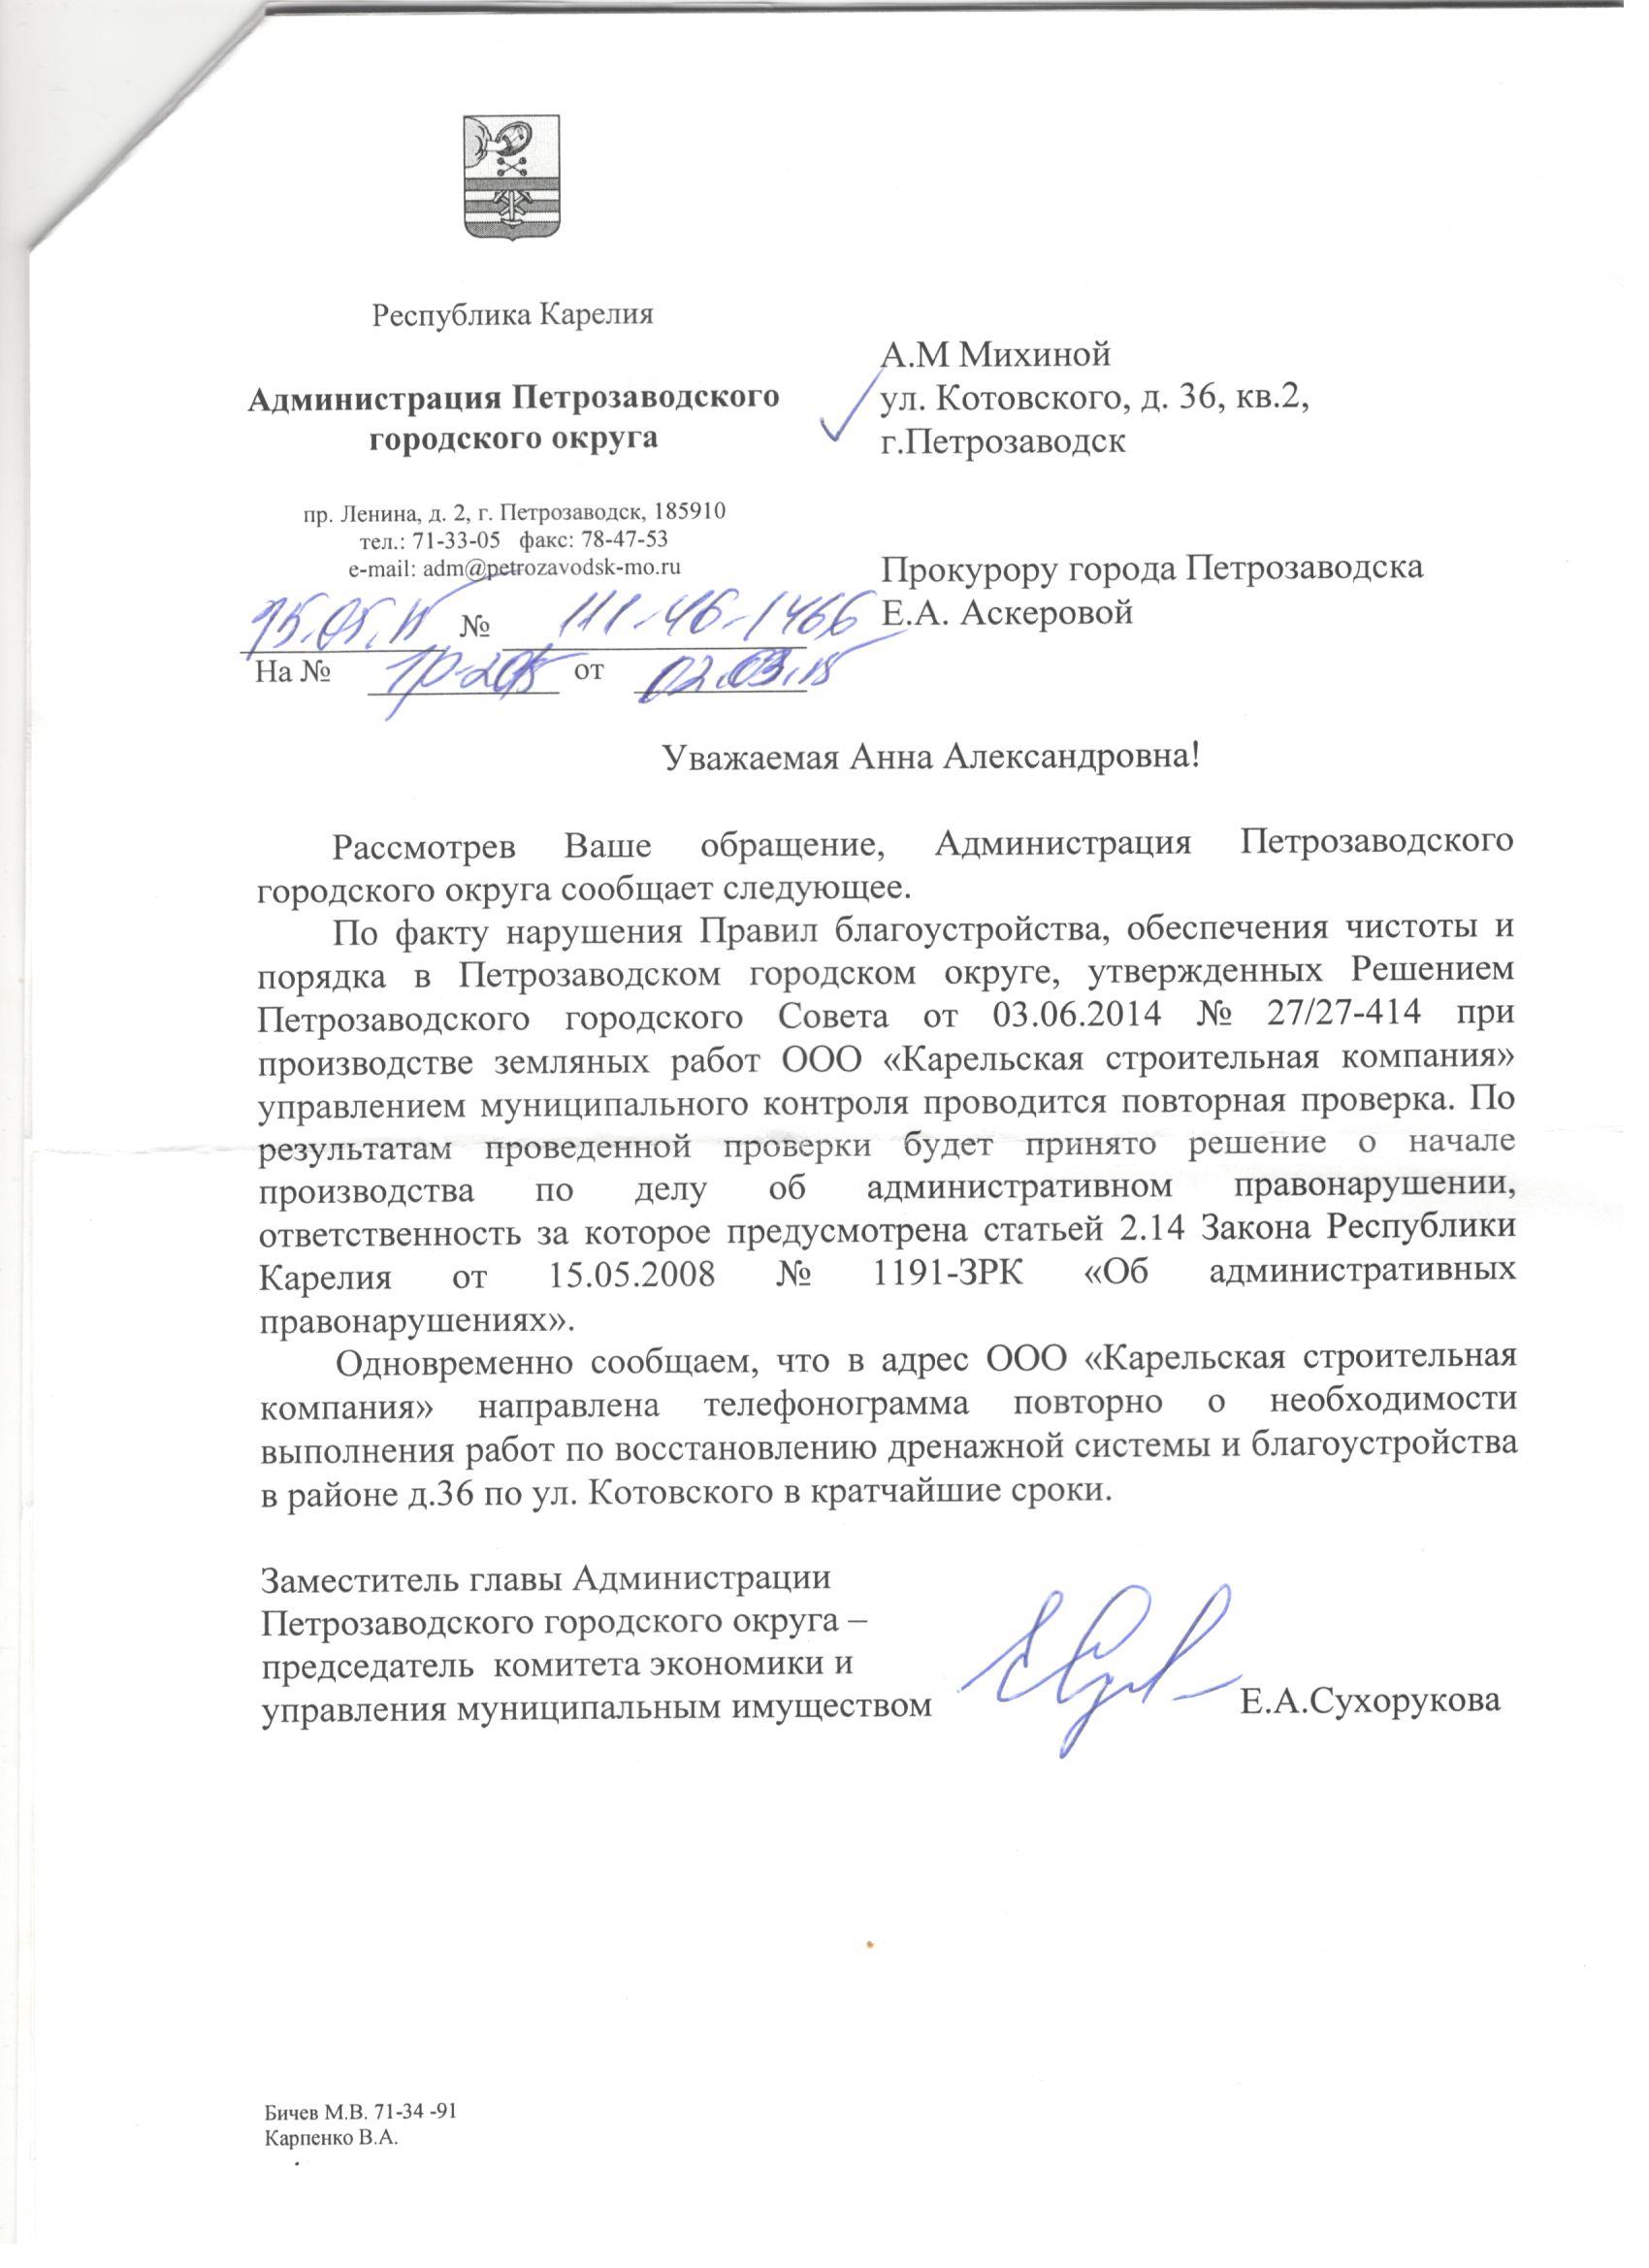 Республика Карелия
Администрация Петрозаводского
городского округа
пр. Ленина, д. 2, г. Петрозаводск, 185910
тел.: 71-33-05 факс: 78-47-53
e-mail: adm@petrozavodsk-mo.ru
№ 111-46-1466
На № от 02.03.15
А.М Михиной
ул. Котовского, д. 36, кв.2,
г.Петрозаводск
Прокурору города Петрозаводска
Е.А. Аскеровой
Уважаемая Анна Александровна!
Рассмотрев Ваше обращение, Администрация Петрозаводского
городского округа сообщает следующее.
По факту нарушения Правил благоустройства, обеспечения чистоты и
порядка в Петрозаводском городском округе, утвержденных Решением
Петрозаводского городского Совета от 03.06.2014 № 27/27-414 при
производстве земляных работ ООО «Карельская строительная компания»
управлением муниципального контроля проводится повторная проверка. По
результатам проведенной проверки будет принято решение о начале
производства по делу об административном правонарушении,
ответственность за которое предусмотрена статьей 2.14 Закона Республики
Карелия от 15.05.2008 № 1191-ЗРК «Об административных
правонарушениях».
Одновременно сообщаем, что в адрес ООО «Карельская строительная
компания» направлена телефонограмма повторно о необходимости
выполнения работ по восстановлению дренажной системы и благоустройства
в районе д.36 по ул. Котовского в кратчайшие сроки.
Заместитель главы Администрации
Петрозаводского городского округа –
председатель комитета экономики и
управления муниципальным имуществом Е.А.Сухорукова
Бичев М.В. 71-34 -91
Карпенко В.А.